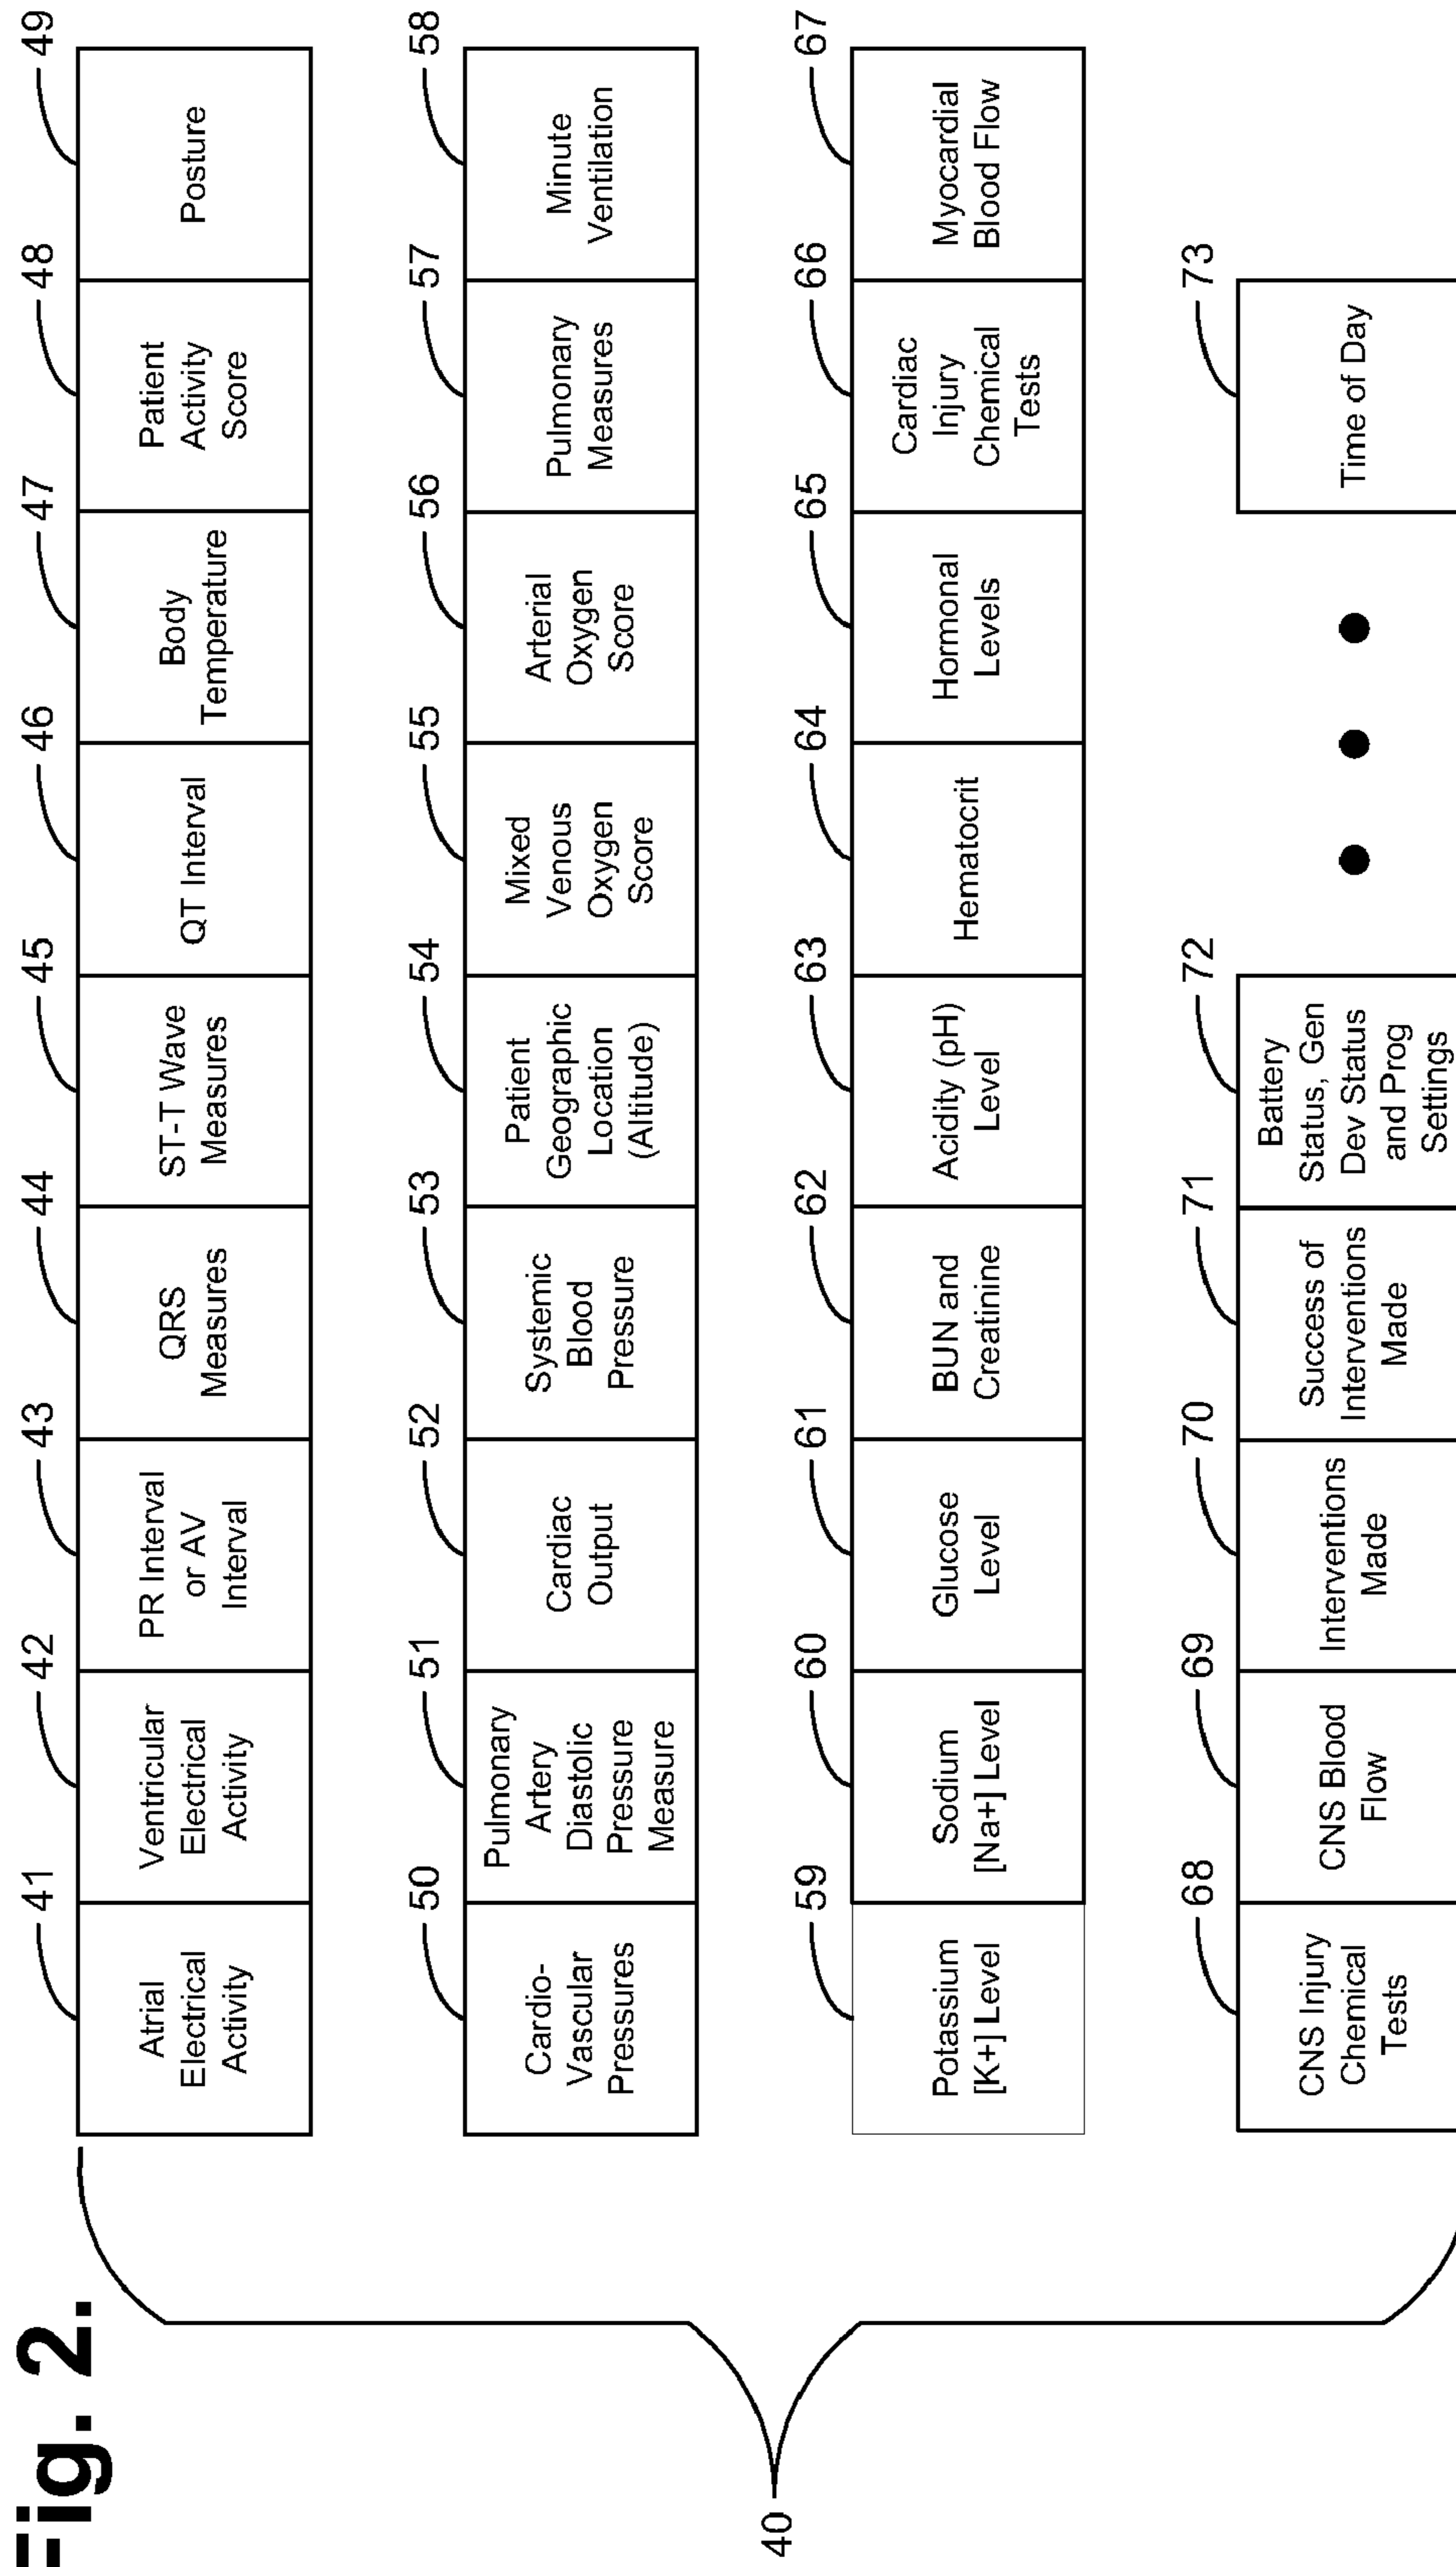 Fig. 2.
40
41
42
43
44
45
46
47
48
49
Atrial
Electrical
Activity
Ventricular
Electrical
Activity
PR Interval
or AV
Interval
QRS
Measures
ST-T Wave
Measures
QT Interval
Body
Temperature
Patient
Activity
Score
Posture
50
51
52
53
54
55
56
57
58
Cardio-
Vascular
Pressures
Pulmonary
Artery
Diastolic
Pressure
Measure
Cardiac
Output
Systemic
Blood
Pressure
Patient
Geographic
Location
(Altitude)
Mixed
Venous
Oxygen
Score
Arterial
Oxygen
Score
Pulmonary
Measures
Minute
Ventilation
59
60
61
62
63
64
65
66
67
Potassium
[K+] Level
Sodium
[Na+] Level
Glucose
Level
BUN and
Creatinine
Acidity (pH)
Level
Hematocrit
Hormonal
Levels
Cardiac
Injury
Chemical
Tests
Myocardial
Blood Flow
68
69
70
71
72
73
CNS Injury
Chemical
Tests
CNS Blood
Flow
Interventions
Made
Success of
Interventions
Made
Battery
Status, Gen
Dev Status
and Prog
Settings
Time of Day